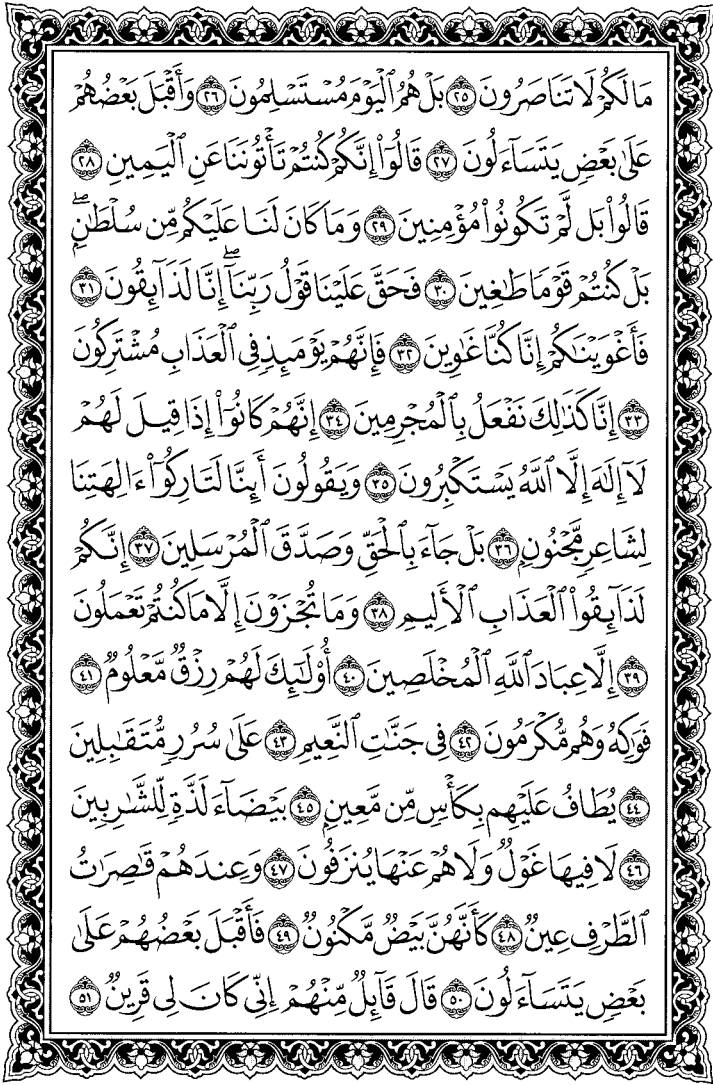 مَا لَكُمْ لَا تَنَاصَرُونَ ٢٥ بَلْ هُمُ ٱلْيَوْمَ مُسْتَسْلِمُونَ ٢٦ وَأَقْبَلَ بَعْضُهُمْ
عَلَىٰ بَعْضٍ يَتَسَآءَلُونَ ٢٧ قَالُوٓا۟ إِنَّكُمْ كُنتُمْ تَأْتُونَنَا عَنِ ٱلْيَمِينِ ٢٨
قَالُوا۟ بَل لَّمْ تَكُونُوا۟ مُؤْمِنِينَ ٢٩ وَمَا كَانَ لَنَا عَلَيْكُم مِّن سُلْطَٰنٍۭ ۖ
بَلْ كُنتُمْ قَوْمًا طَٰغِينَ ٣٠ فَحَقَّ عَلَيْنَا قَوْلُ رَبِّنَآ ۖ إِنَّا لَذَآئِقُونَ ٣١
فَأَغْوَيْنَٰكُمْ إِنَّا كُنَّا غَٰوِينَ ٣٢ فَإِنَّهُمْ يَوْمَئِذٍ فِى ٱلْعَذَابِ مُشْتَرِكُونَ
٣٣ إِنَّا كَذَٰلِكَ نَفْعَلُ بِٱلْمُجْرِمِينَ ٣٤ إِنَّهُمْ كَانُوٓا۟ إِذَا قِيلَ لَهُمْ
لَآ إِلَٰهَ إِلَّا ٱللَّهُ يَسْتَكْبِرُونَ ٣٥ وَيَقُولُونَ أَئِنَّا لَتَارِكُوٓا۟ ءَالِهَتِنَا
لِشَاعِرٍ مَّجْنُونٍۭ ٣٦ بَلْ جَآءَ بِٱلْحَقِّ وَصَدَّقَ ٱلْمُرْسَلِينَ ٣٧ إِنَّكُمْ
لَذَآئِقُوا۟ ٱلْعَذَابِ ٱلْأَلِيمِ ٣٨ وَمَا تُجْزَوْنَ إِلَّا مَا كُنتُمْ تَعْمَلُونَ
٣٩ إِلَّا عِبَادَ ٱللَّهِ ٱلْمُخْلَصِينَ ٤٠ أُو۟لَٰٓئِكَ لَهُمْ رِزْقٌ مَّعْلُومٌ ٤١
فَوَٰكِهُ وَهُم مُّكْرَمُونَ ٤٢ فِى جَنَّٰتِ ٱلنَّعِيمِ ٤٣ عَلَىٰ سُرُرٍ مُّتَقَٰبِلِينَ
٤٤ يُطَافُ عَلَيْهِم بِكَأْسٍ مِّن مَّعِينٍۭ ٤٥ بَيْضَآءَ لَذَّةٍ لِّلشَّٰرِبِينَ
٤٦ لَا فِيهَا غَوْلٌ وَلَا هُمْ عَنْهَا يُنزَفُونَ ٤٧ وَعِندَهُمْ قَٰصِرَٰتُ
ٱلطَّرْفِ عِينٌ ٤٨ كَأَنَّهُنَّ بَيْضٌ مَّكْنُونٌ ٤٩ فَأَقْبَلَ بَعْضُهُمْ عَلَىٰ
بَعْضٍ يَتَسَآءَلُونَ ٥٠ قَالَ قَآئِلٌ مِّنْهُمْ إِنِّى كَانَ لِى قَرِينٌ ٥١